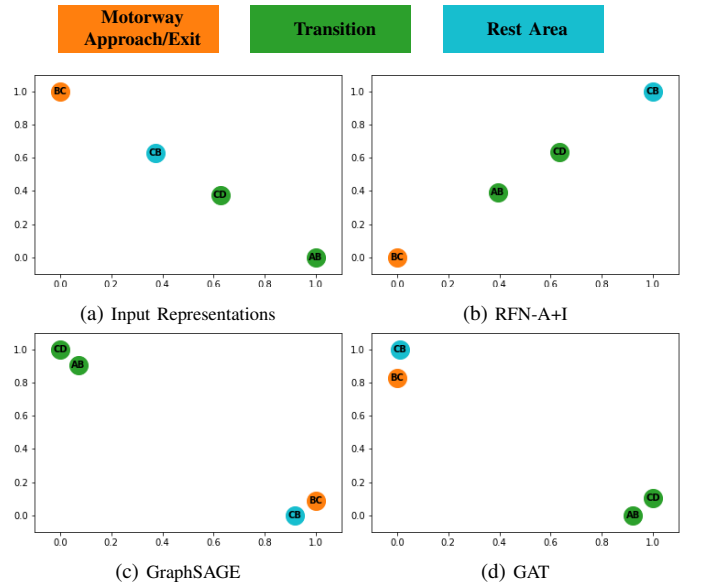 Motorway
Approach/Exit
Transition
Rest Area
1.0
0.8
0.6
0.4
0.2
0.0
BC
CB
CD
AB
0.0 0.2 0.4 0.6 0.8 1.0
(a) Input Representations
1.0
0.8
0.6
0.4
0.2
0.0
CB
CD
AB
BC
0.0 0.2 0.4 0.6 0.8 1.0
(b) RFN-A+I
1.0
0.8
0.6
0.4
0.2
0.0
CD
AB
BC
CB
0.0 0.2 0.4 0.6 0.8 1.0
(c) GraphSAGE
1.0
0.8
0.6
0.4
0.2
0.0
CB
BC
CD
AB
0.0 0.2 0.4 0.6 0.8 1.0
(d) GAT